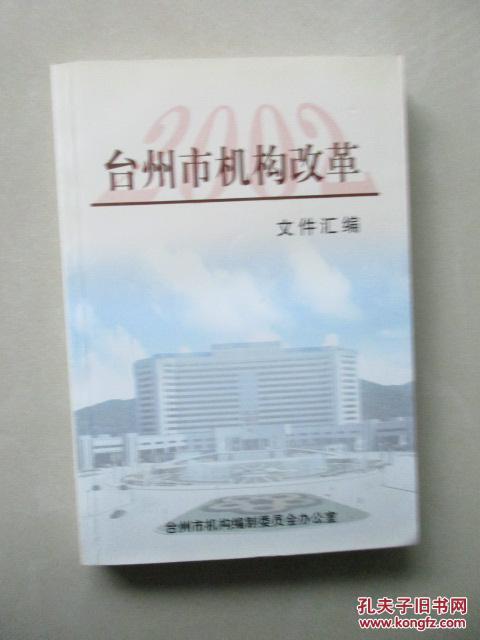 2002
台州市机构改革
文件汇编
台州市机构编制委员会办公室
孔夫子旧书网
kongfz.com